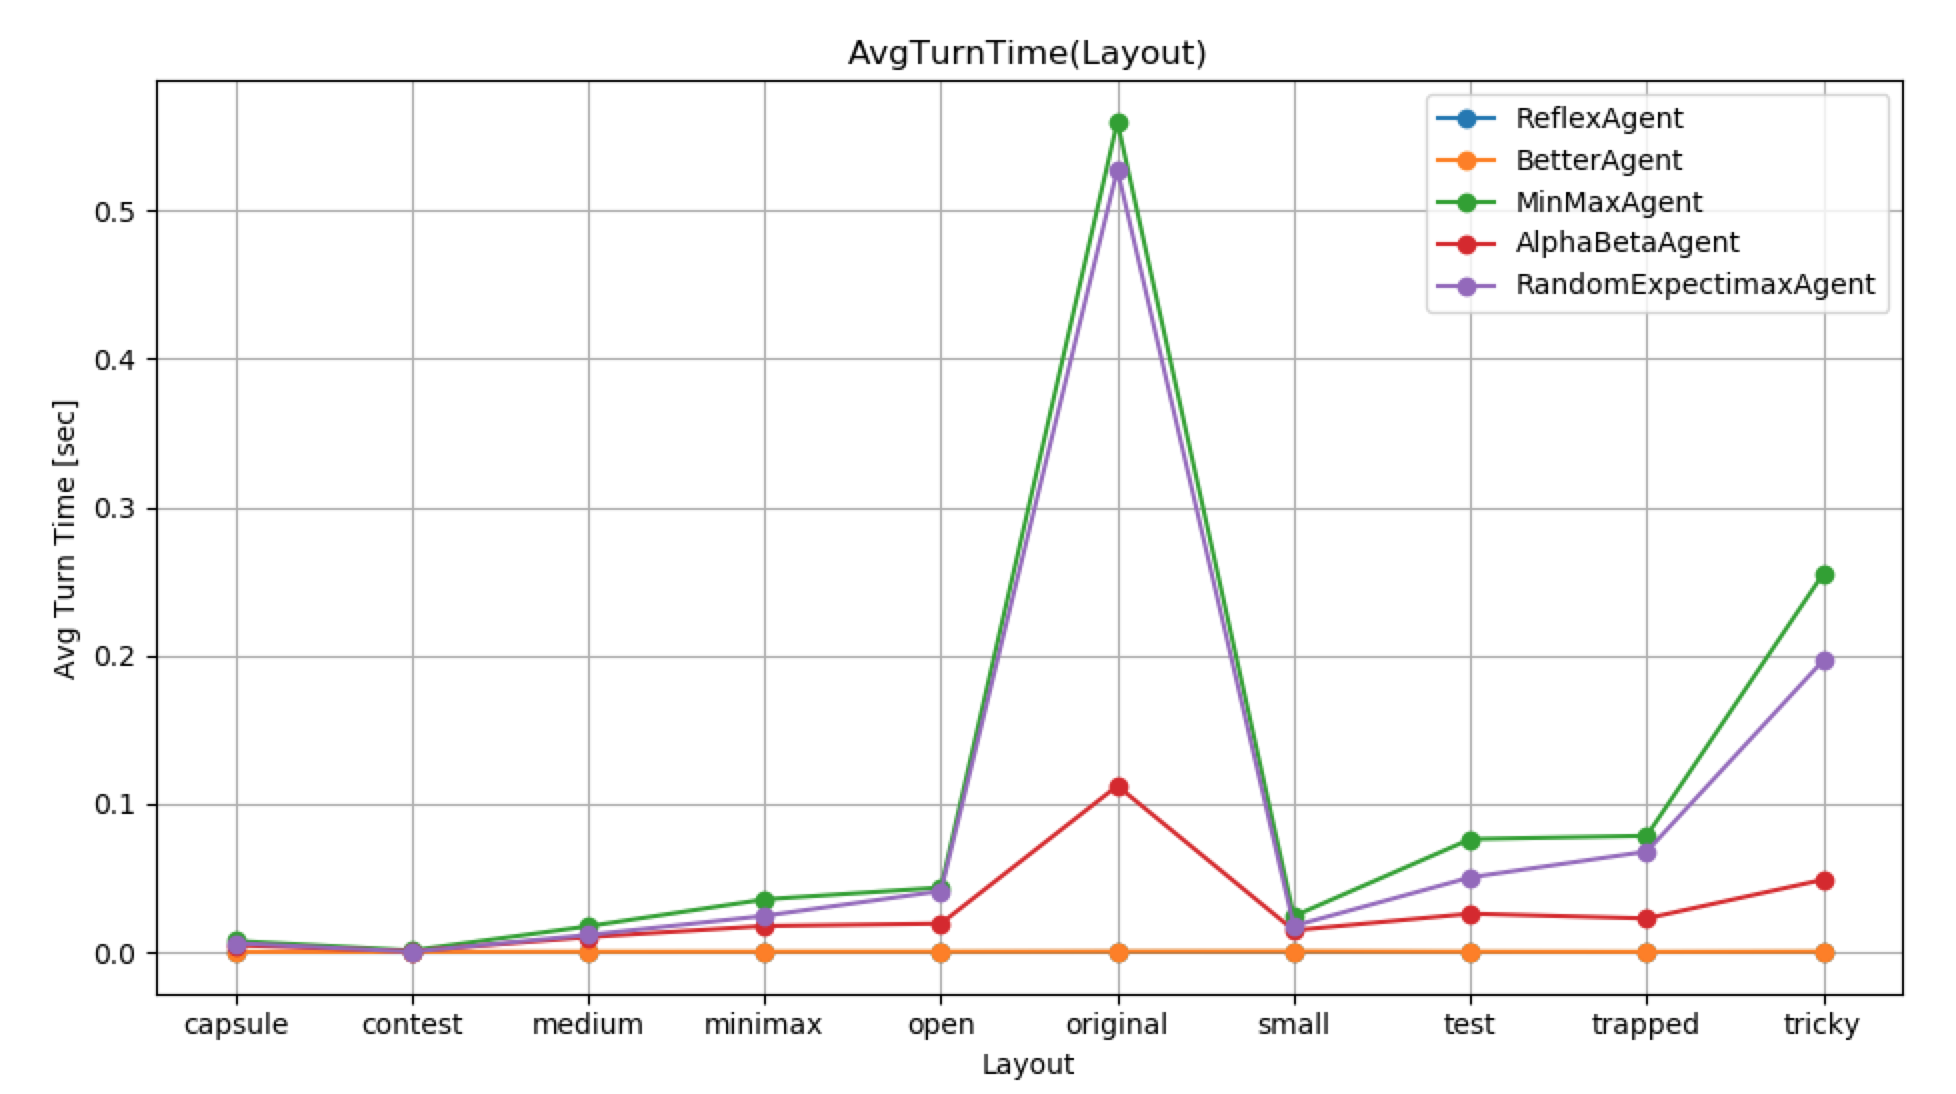 AvgTurnTime(Layout)
ReflexAgent
BetterAgent
MinMaxAgent
AlphaBetaAgent
RandomExpectimaxAgent
Avg Turn Time [sec]
0.5
0.4
0.3
0.2
0.1
0.0
capsule contest medium minimax open original small test trapped tricky
Layout